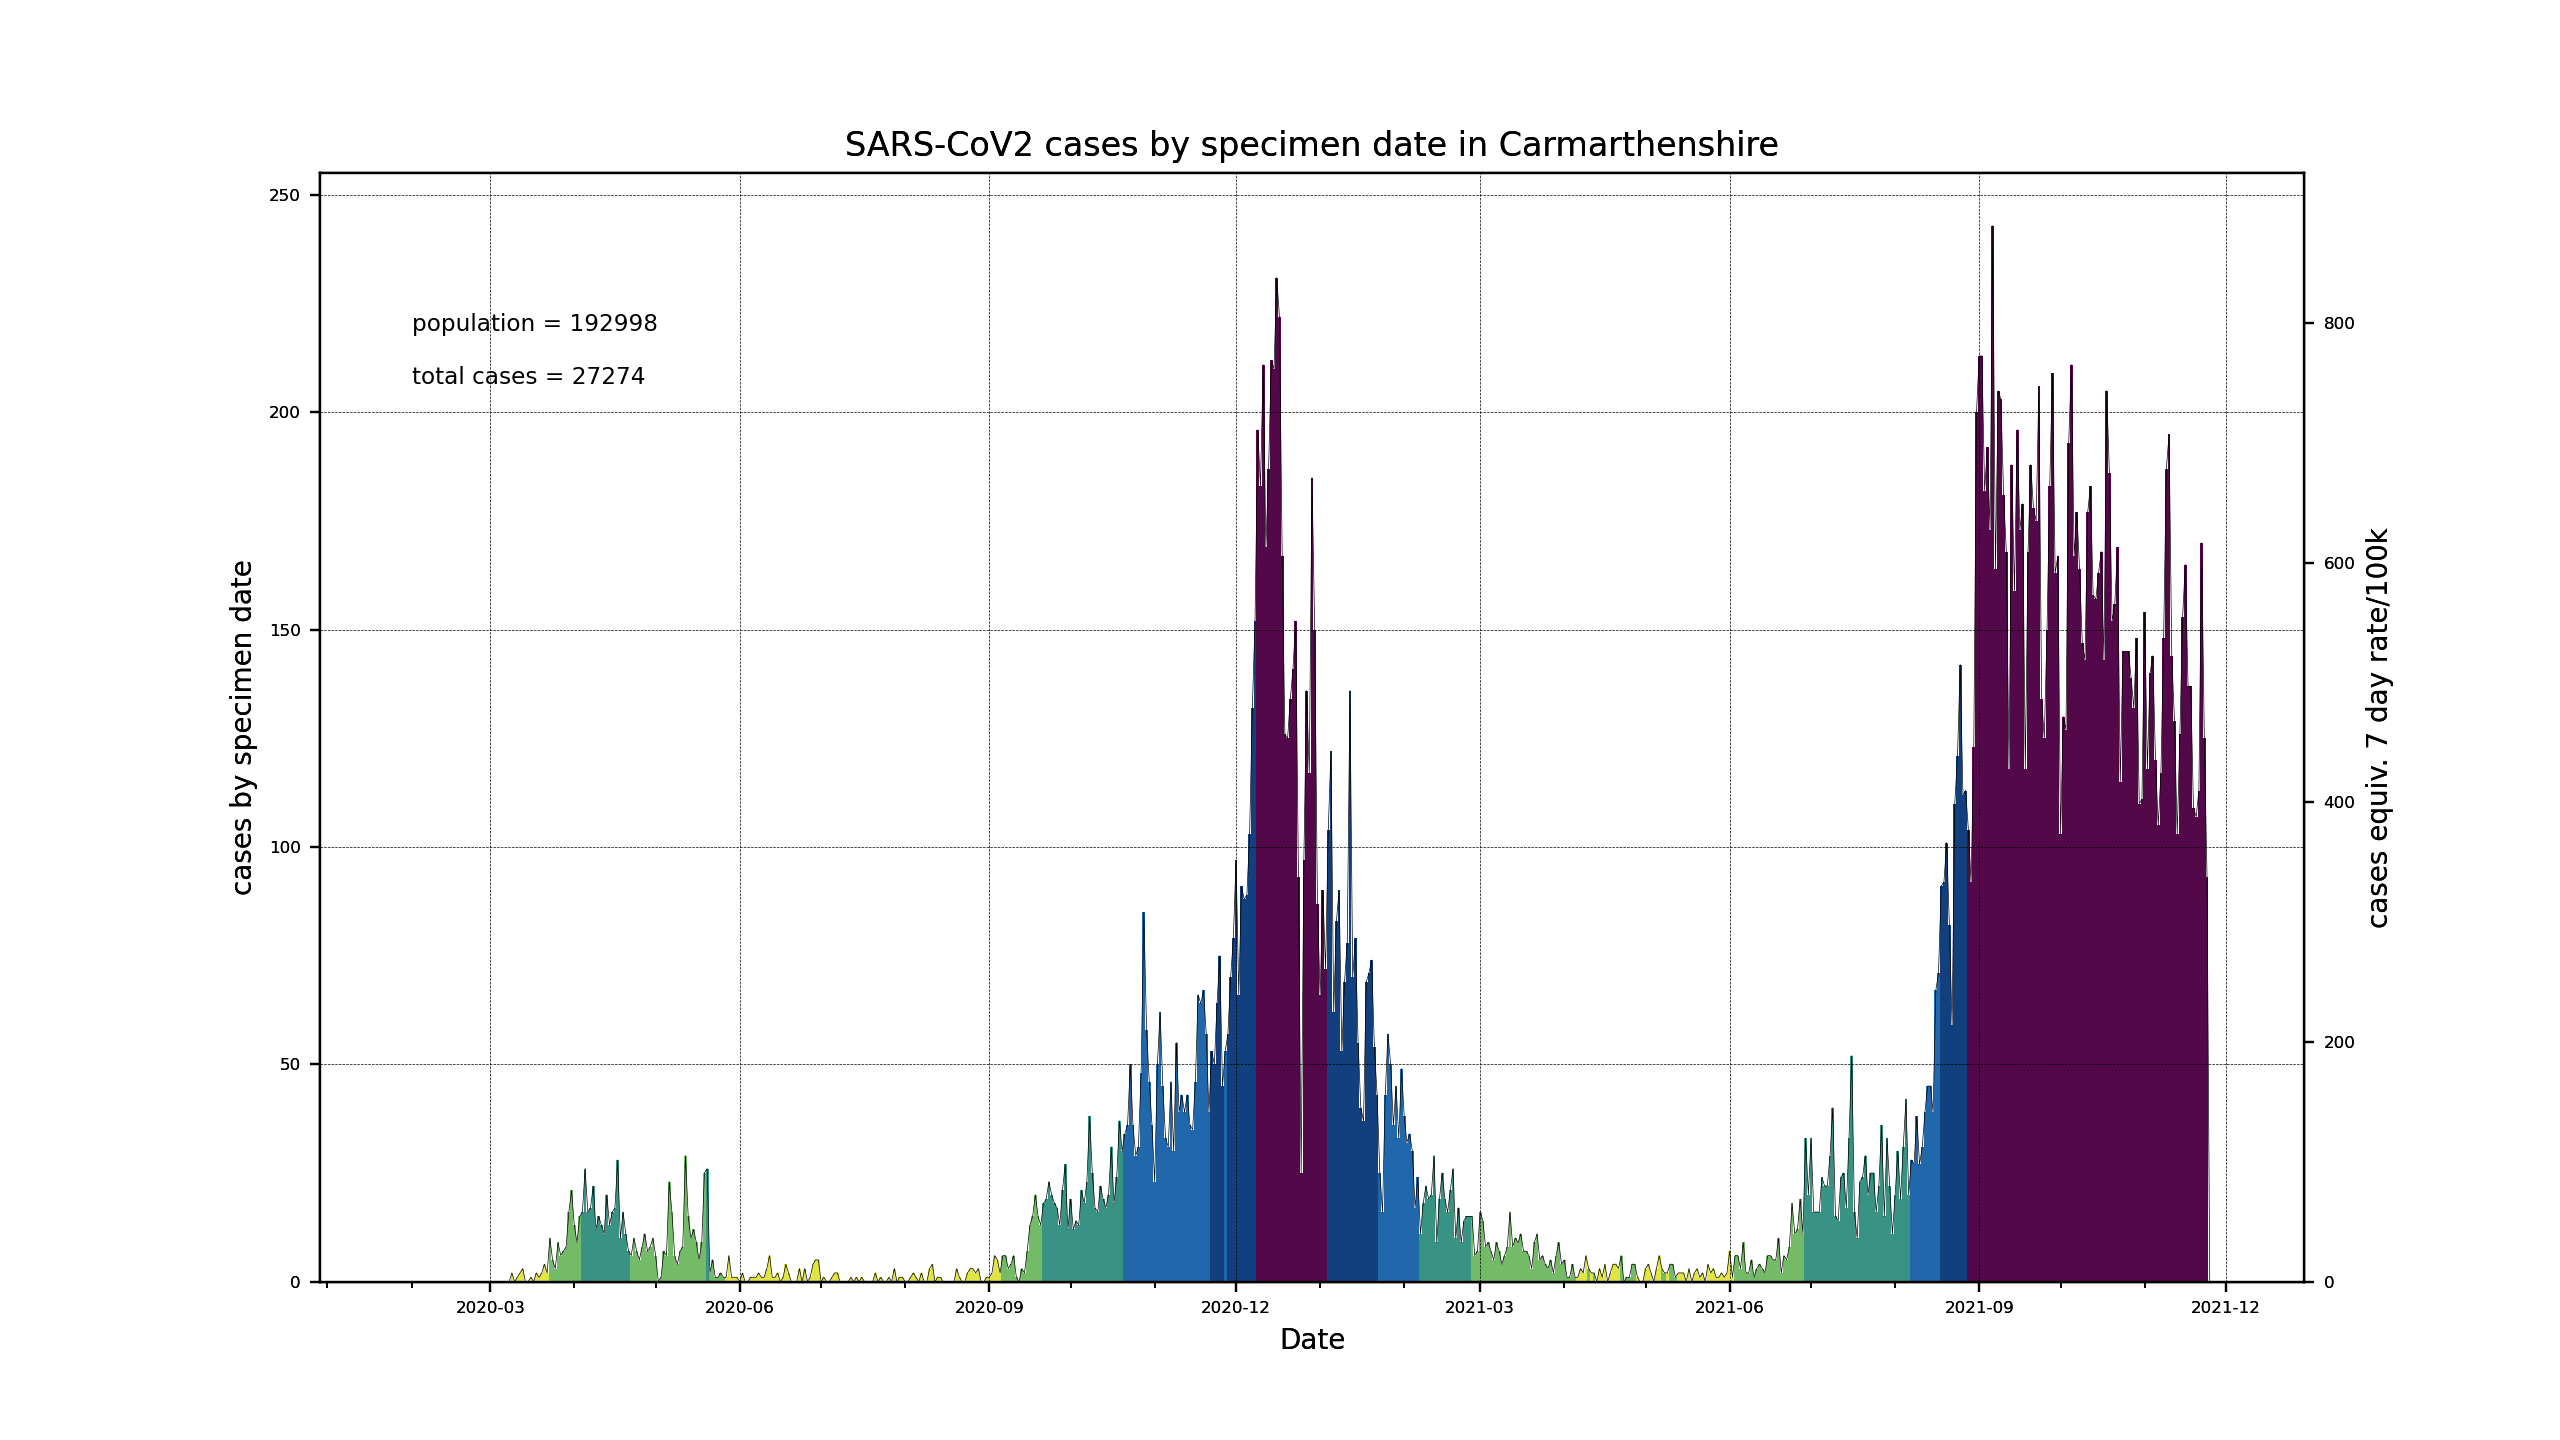 SARS-CoV2 cases by specimen date in Carmarthenshire
250
200
150
100
50
0
cases by specimen date
population = 192998
total cases = 27274
800
600
400
200
0
cases equiv. 7 day rate/100k
2020-03 2020-06 2020-09 2020-12 2021-03 2021-06 2021-09 2021-12
Date